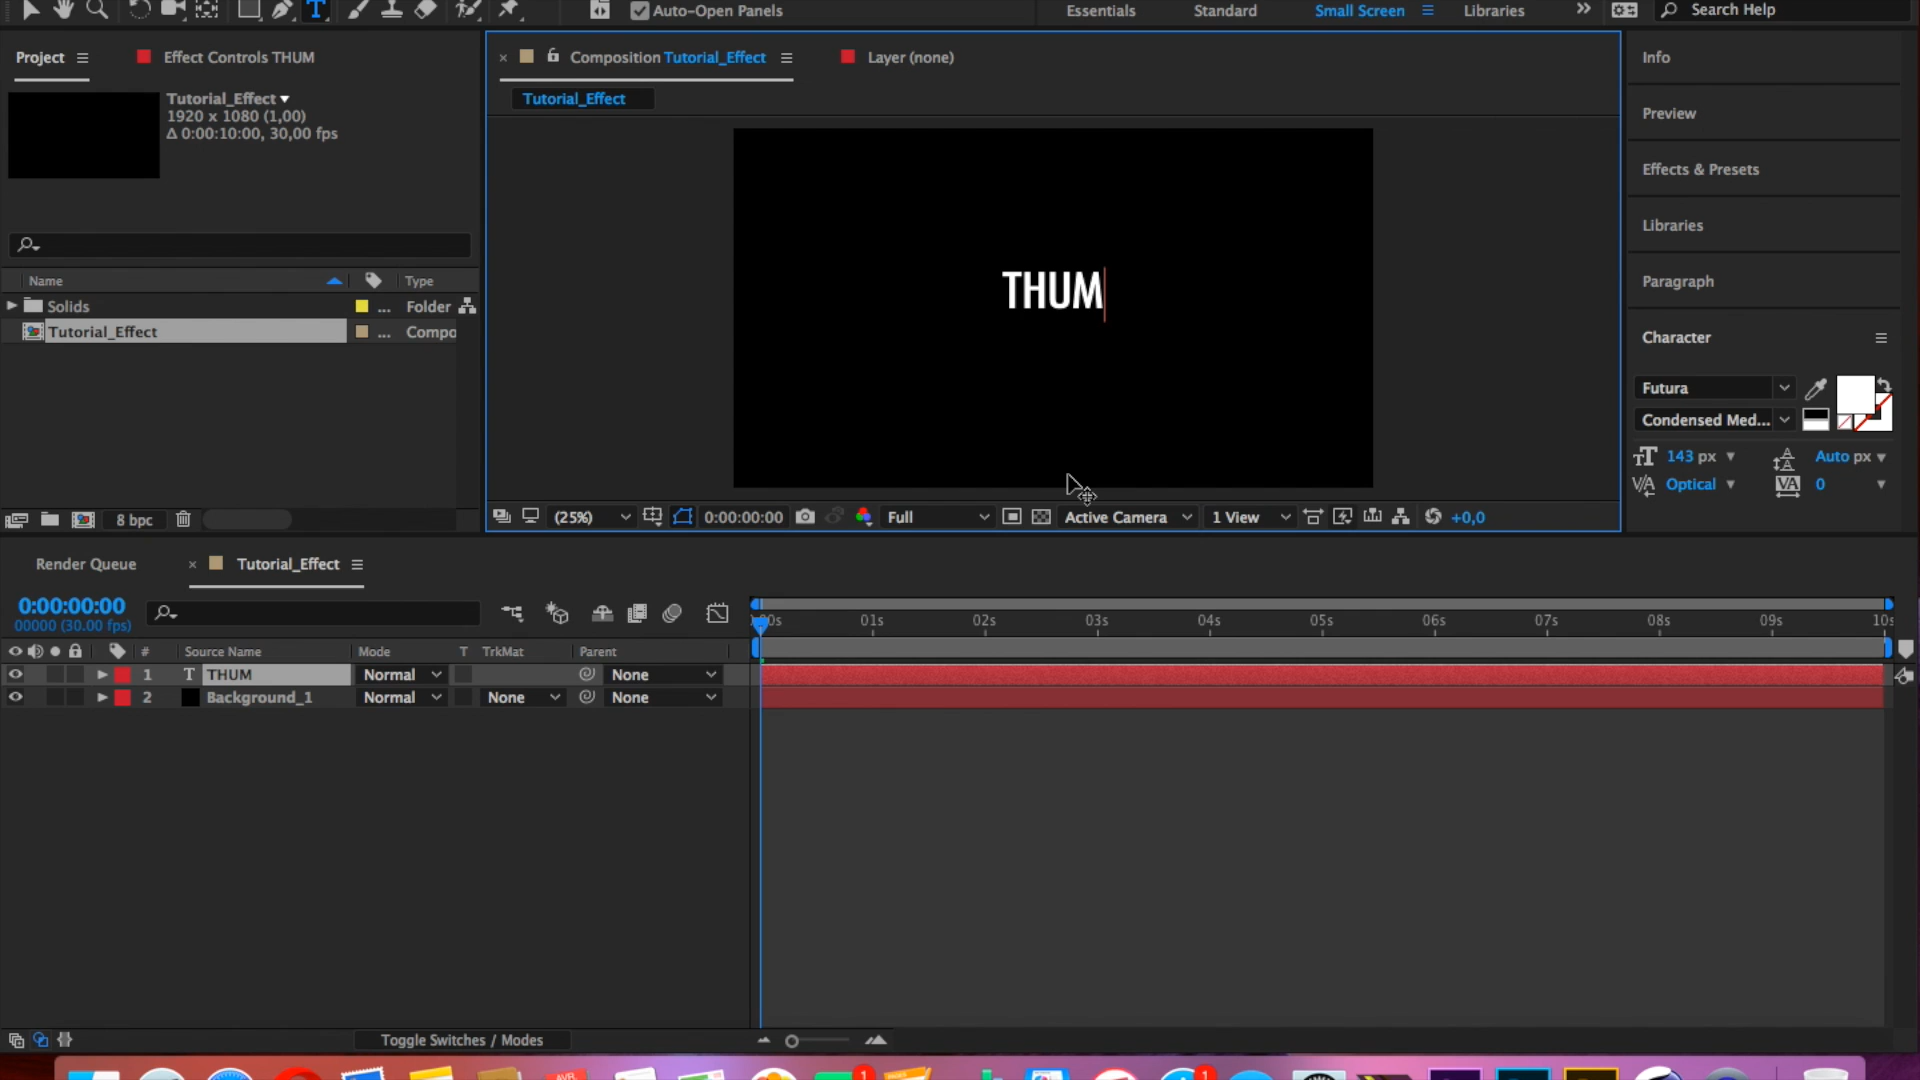 Auto-Open Panels
Essentials
Standard
Small Screen
Libraries
Search Help
Project
Effect Controls THUM
Composition Tutorial_Effect
Layer (none)
Info
Tutorial_Effect
1920 x 1080 (1,00)
Δ 0:00:10:00, 30,00 fps
Tutorial_Effect
Preview
Effects & Presets
Libraries
Paragraph
THUM
Name
Type
Solids
... Folder
Tutorial_Effect
... Compo
Character
Futura
Condensed Med...
143 px
Auto px
Optical
0
8 bpc
(25%)
0:00:00:00
Full
Active Camera
1 View
+0,0
Render Queue
Tutorial_Effect
0:00:00:00
00000 (30.00 fps)
:00s 01s 02s 03s 04s 05s 06s 07s 08s 09s 10s
# Source Name Mode T TrkMat Parent
1 T THUM Normal None
2 Background_1 Normal None None
Toggle Switches / Modes
AVR
1
PAGES
1